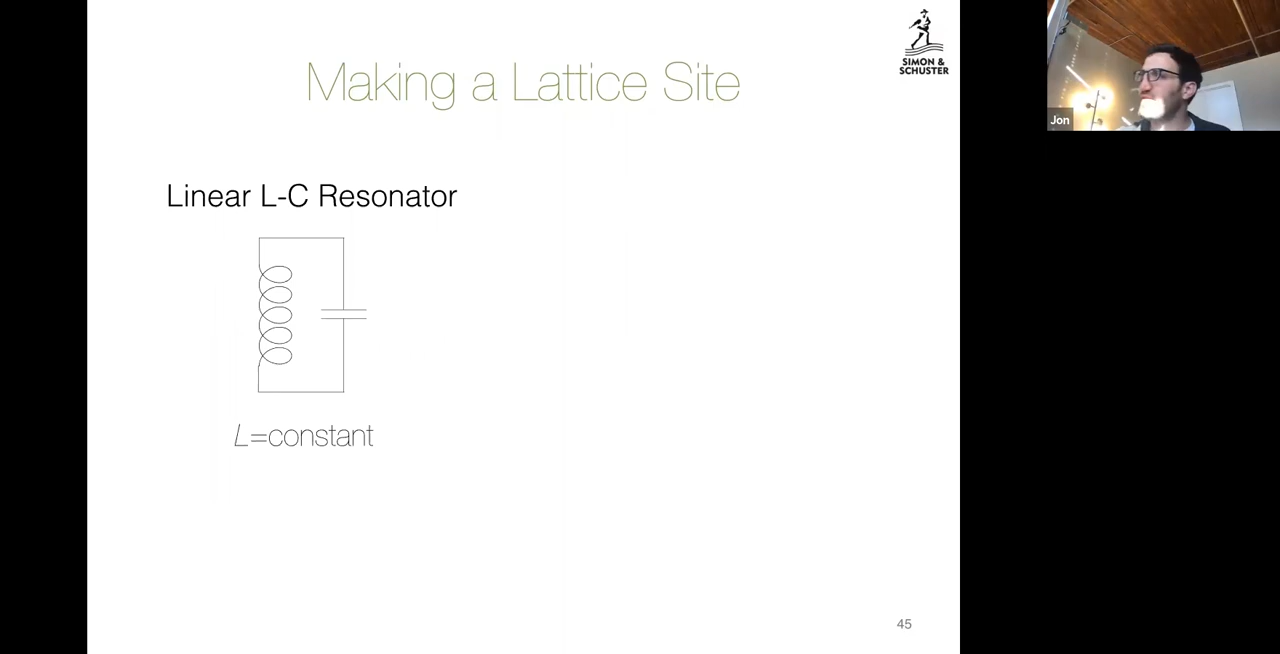 Making a Lattice Site
SIMON &
SCHUSTER
Jon
Linear L-C Resonator
L=constant
45